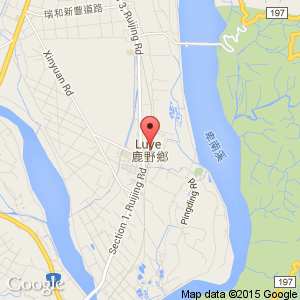 瑞和新豐道路
3, Ruijing Rd
197
Xinyuan Rd
Luye
鹿野鄉
卑南溪
Section 1, Ruijing Rd
Pingding Rd
197
1
Map data ©2015 Google